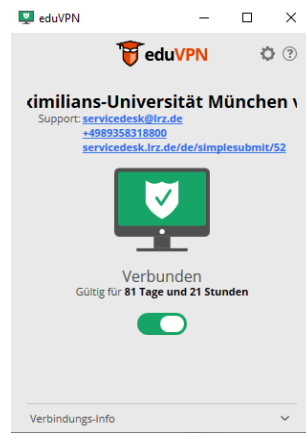 eduVPN
eduVPN
ximilians-Universität München v
Support: servicedesk@lrz.de
+4989358318800
servicedesk.lrz.de/de/simplesubmit/52
Verbunden
Gültig für 81 Tage und 21 Stunden
Verbindungs-Info